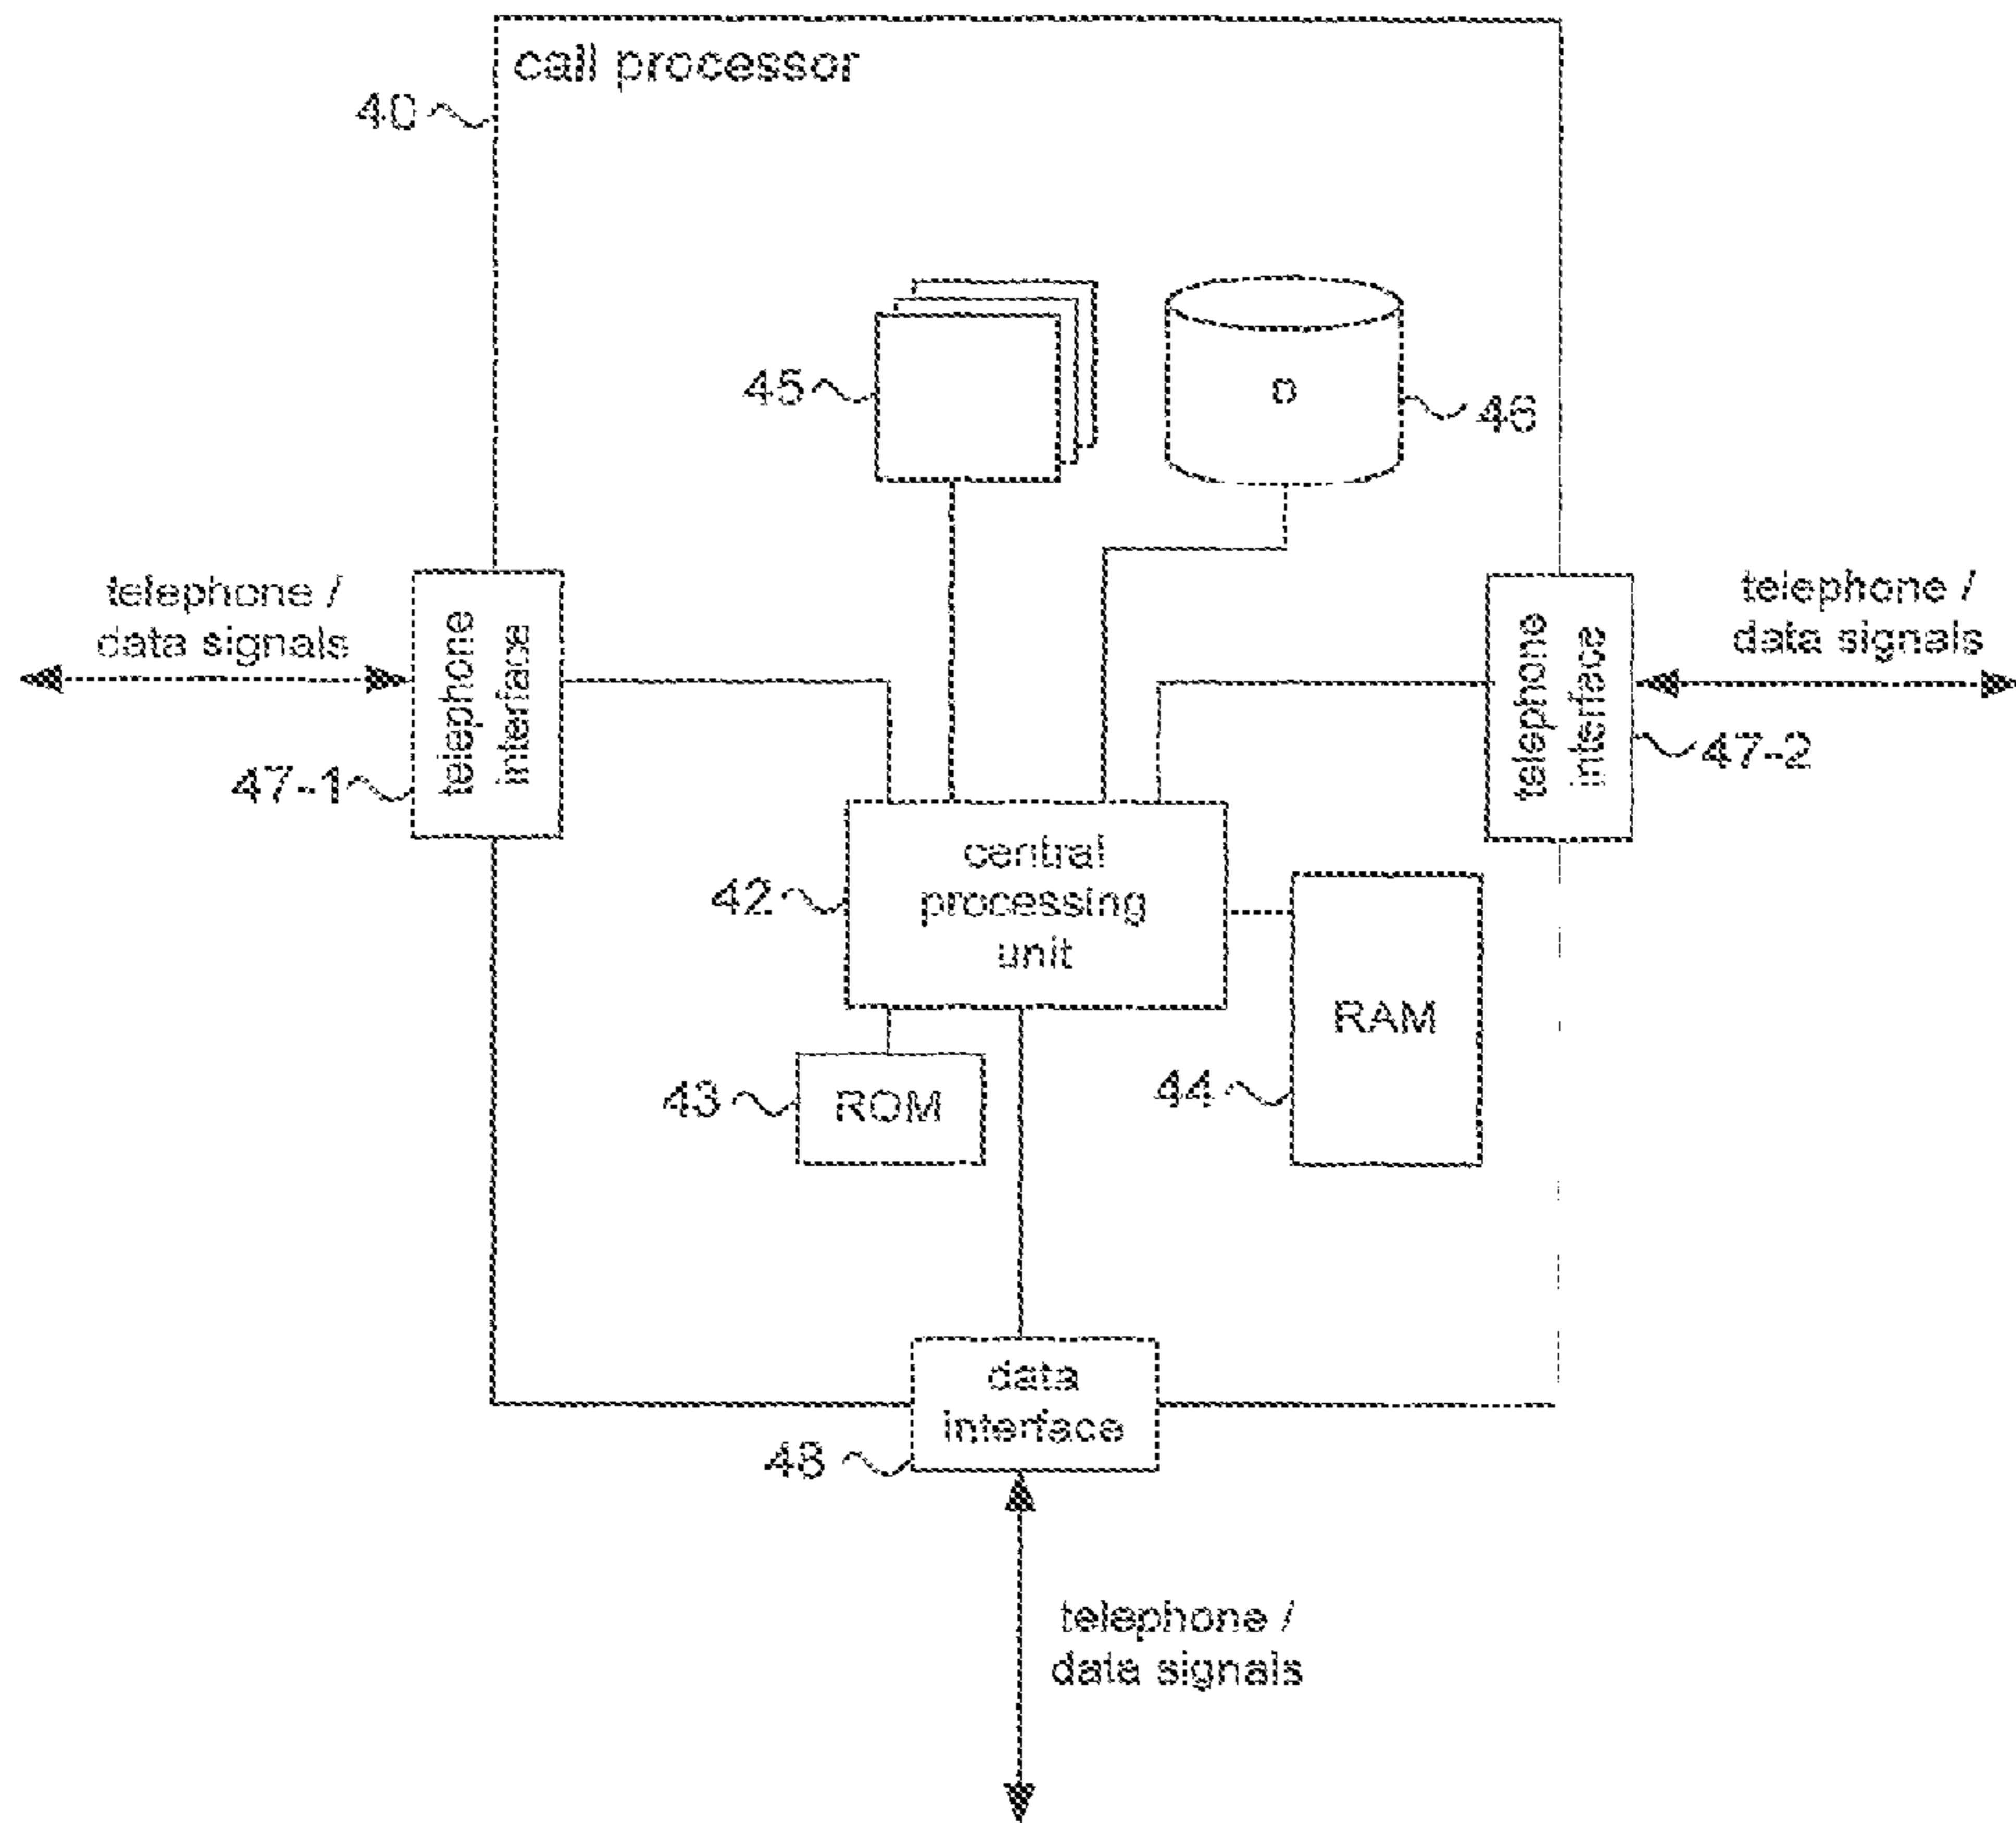 call processor
40
45
D
46
telephone /
data signals
telephone
interface
47-1
telephone /
data signals
telephone
interface
47-2
central
processing
unit
42
RAM
44
ROM
43
data
interface
48
telephone /
data signals